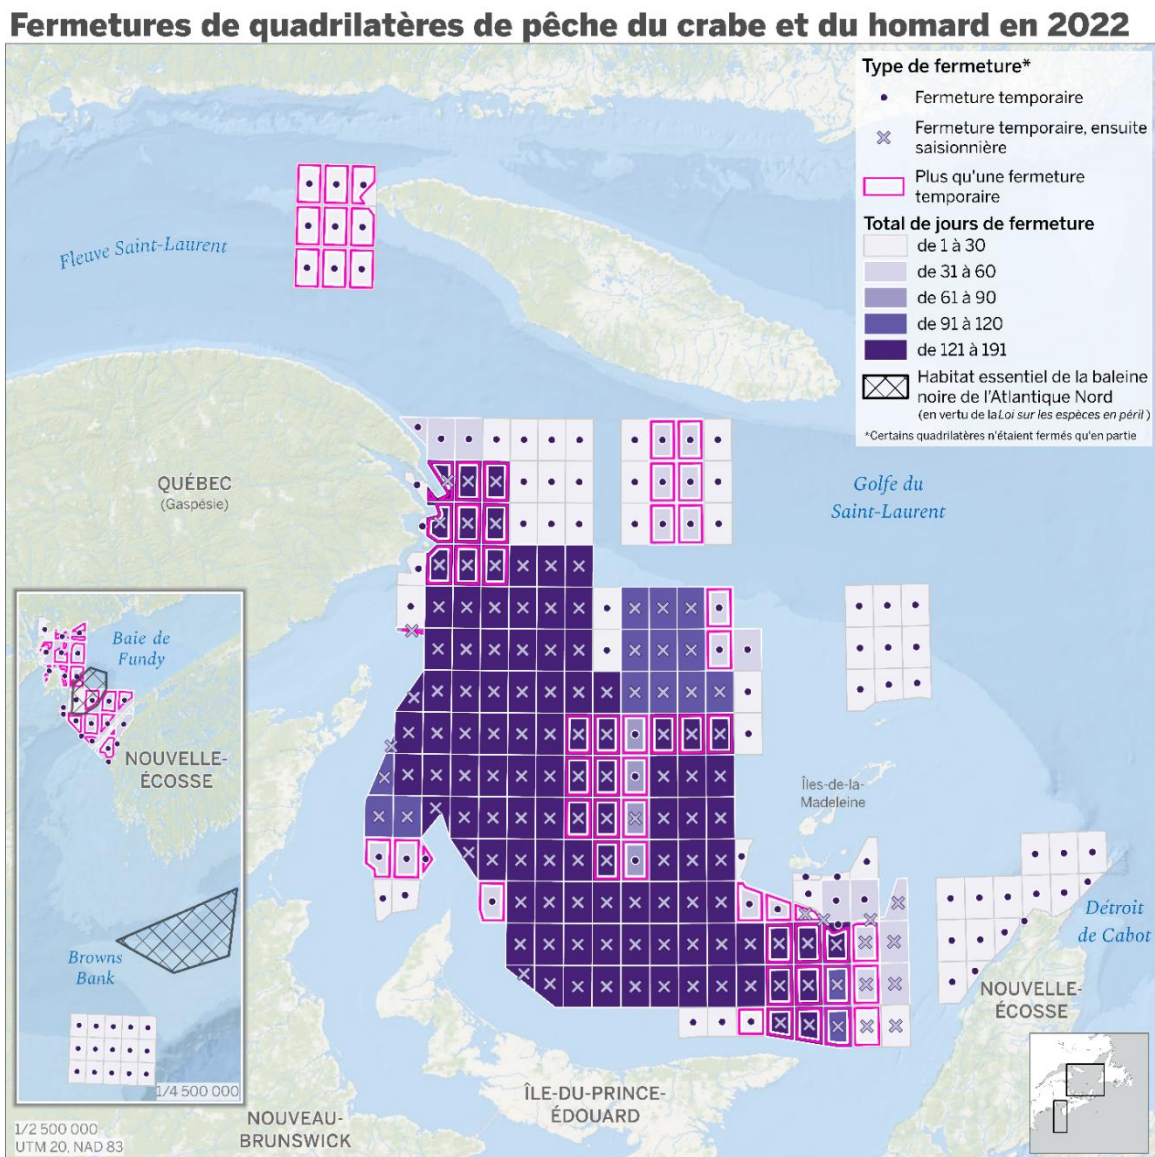 Fermetures de quadrilatères de pêche du crabe et du homard en 2022
Type de fermeture*
Fermeture temporaire
Fermeture temporaire, ensuite
saisionnière
Plus qu'une fermeture
temporaire
Total de jours de fermeture
de 1 à 30
de 31 à 60
de 61 à 90
de 91 à 120
de 121 à 191
Habitat essentiel de la baleine
noire de l'Atlantique Nord
(en vertu de la Loi sur les espèces en péril)
*Certains quadrilatères n'étaient fermés qu'en partie
Fleuve Saint-Laurent
QUÉBEC
(Gaspésie)
Golfe du
Saint-Laurent
Baie de
Fundy
NOUVELLE-
ÉCOSSE
Browns
Bank
1/4 500 000
Îles-de-la-
Madeleine
Détroit
de Cabot
NOUVELLE-
ÉCOSSE
ÎLE-DU-PRINCE-
ÉDOUARD
NOUVEAU-
BRUNSWICK
1/2 500 000
UTM 20, NAD 83